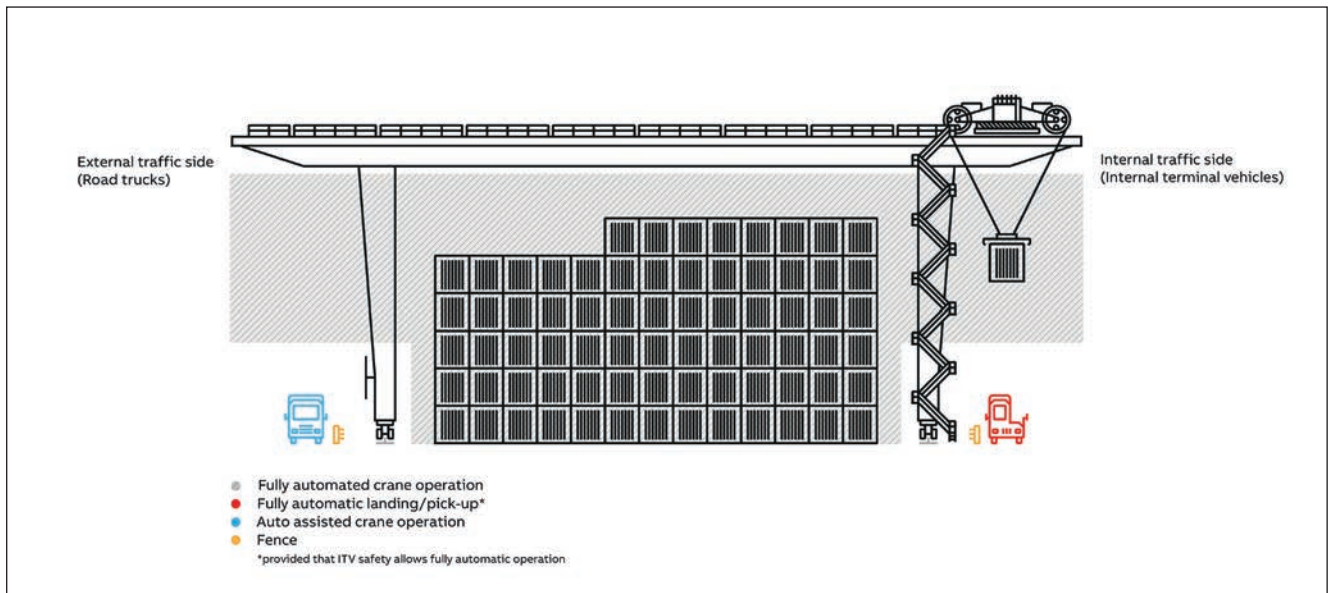 External traffic side
(Road trucks)
Internal traffic side
(Internal terminal vehicles)
Fully automated crane operation
Fully automatic landing/pick-up*
Auto assisted crane operation
Fence
*provided that ITV safety allows fully automatic operation